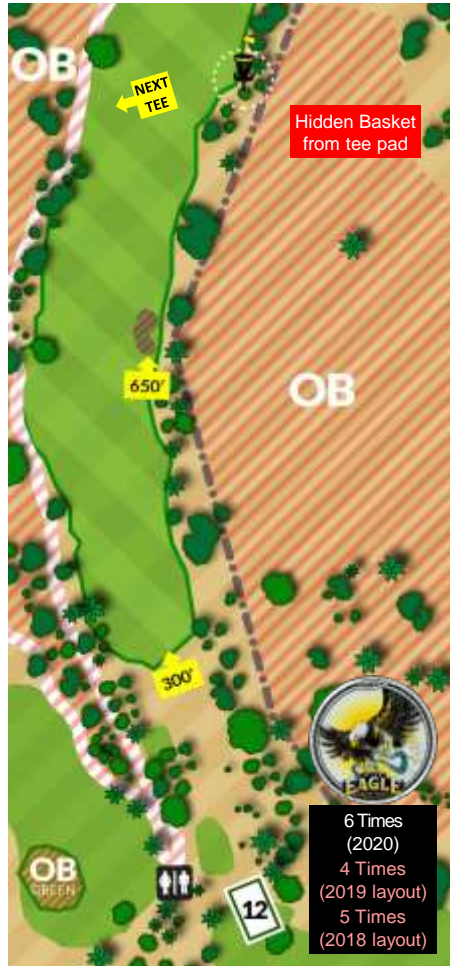 OB
NEXT
TEE
Hidden Basket
from tee pad
650'
OB
300'
EAGLE
6 Times
(2020)
4 Times
(2019 layout)
5 Times
(2018 layout)
OB
GREEN
12